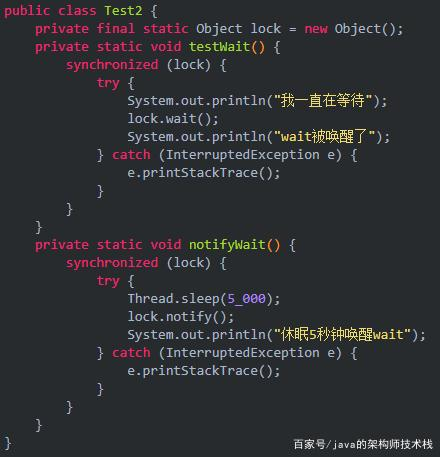 public class Test2 {
    private final static Object lock = new Object();
    private static void testWait() {
        synchronized (lock) {
            try {
                System.out.println("我一直在等待");
                lock.wait();
                System.out.println("wait被唤醒了");
            } catch (InterruptedException e) {
                e.printStackTrace();
            }
        }
    }
    private static void notifyWait() {
        synchronized (lock) {
            try {
                Thread.sleep(5_000);
                lock.notify();
                System.out.println("休眠5秒钟唤醒wait");
            } catch (InterruptedException e) {
                e.printStackTrace();
            }
        }
    }
}
百家号/java的架构师技术栈